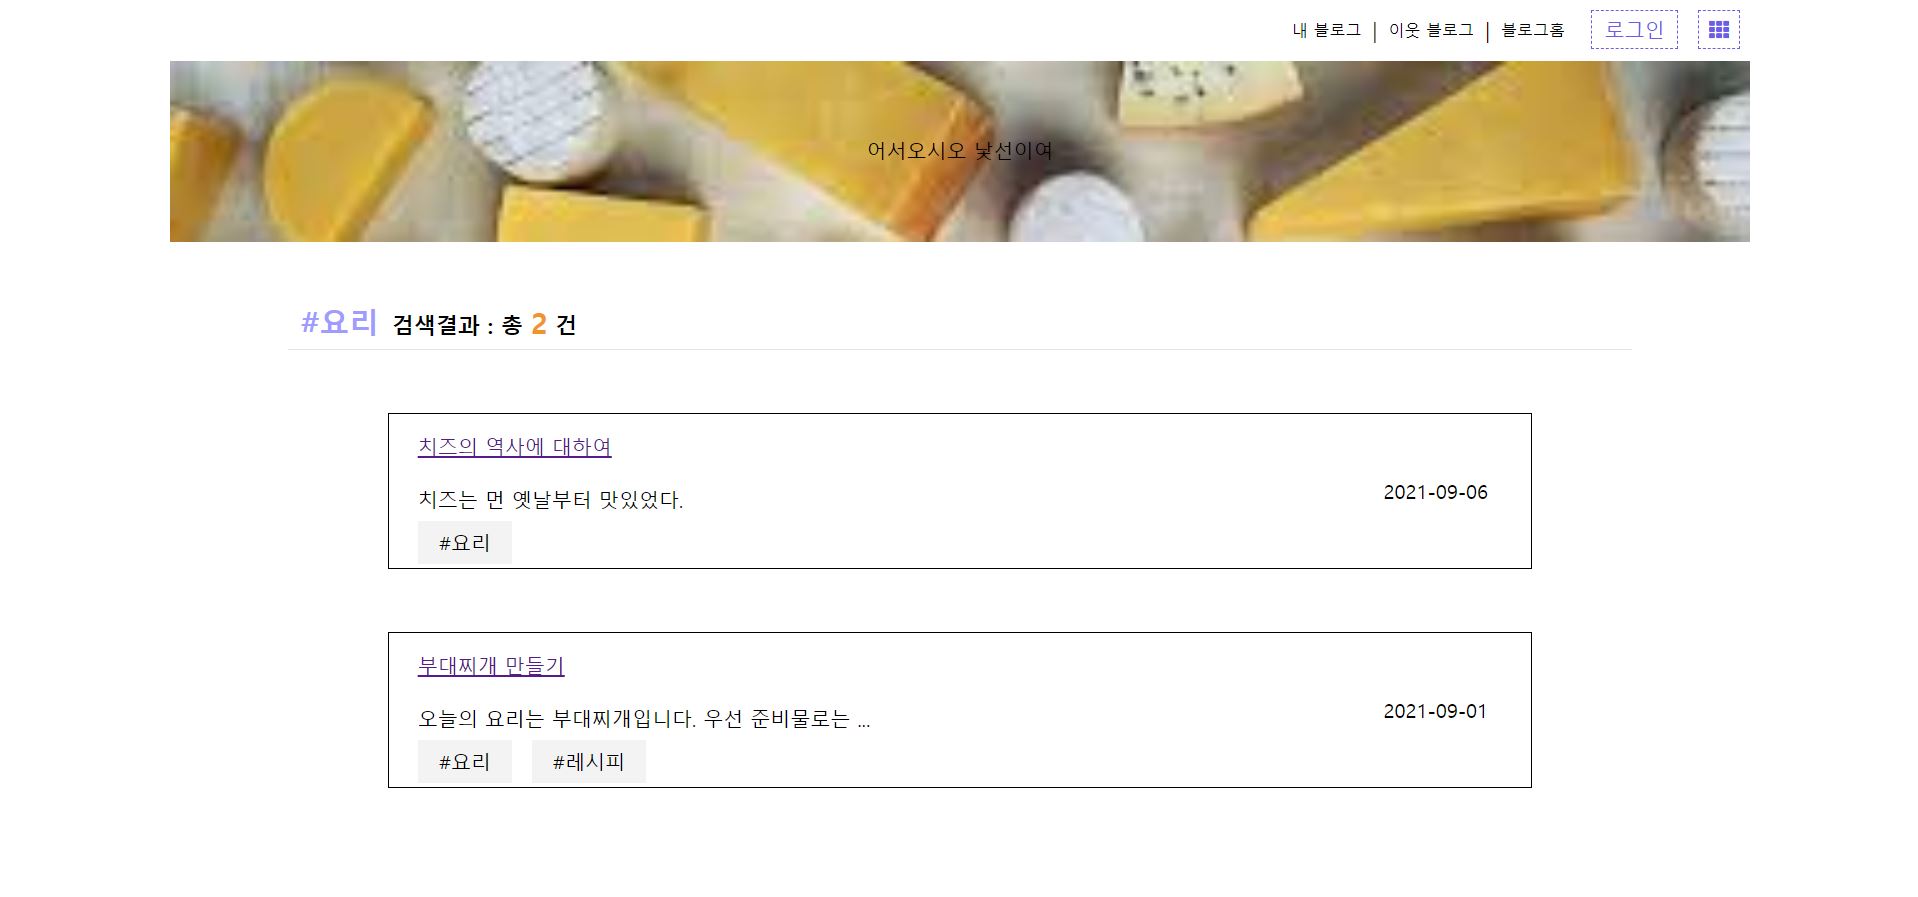 내 블로그 | 이웃 블로그 | 블로그홈 로그인
어서오시오 낯선이여
#요리 검색결과 : 총 2 건
치즈의 역사에 대하여
치즈는 먼 옛날부터 맛있었다.
2021-09-06
#요리
부대찌개 만들기
오늘의 요리는 부대찌개입니다. 우선 준비물로는 ...
2021-09-01
#요리 #레시피